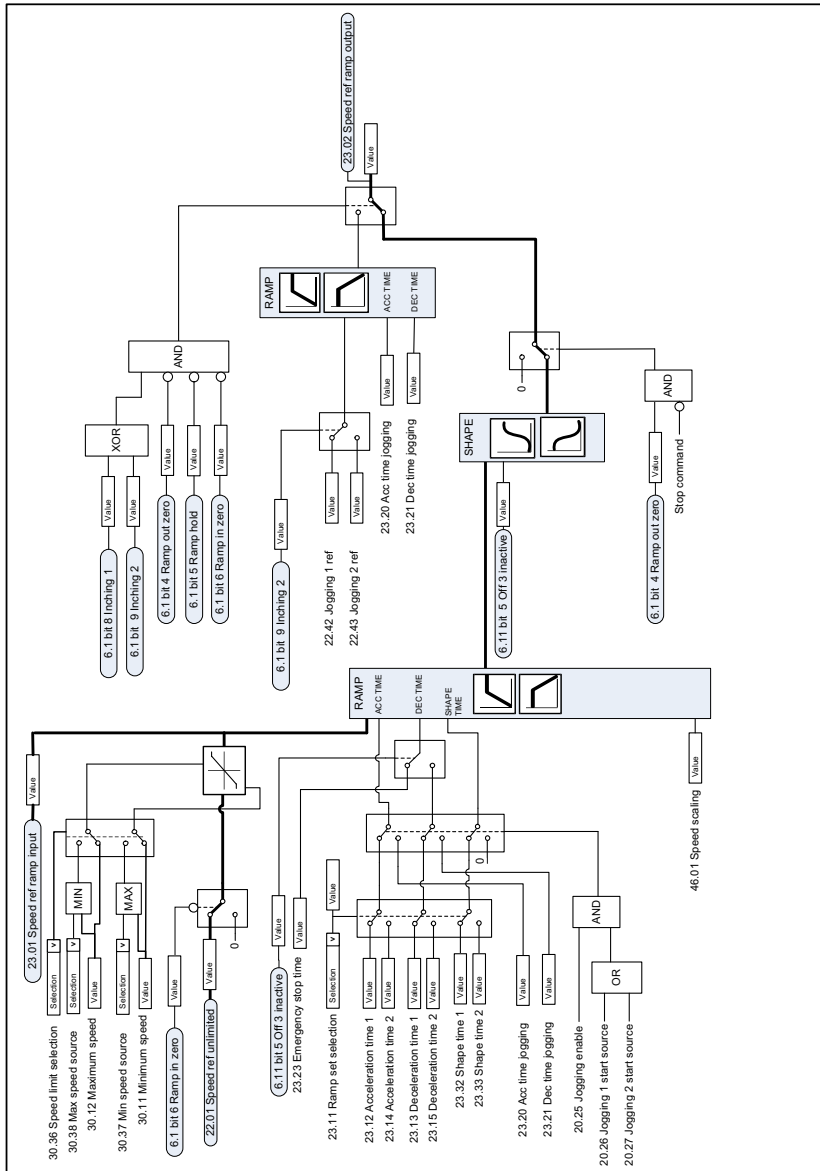 23.01 Speed ref ramp input
Value
30.36 Speed limit selection
Selection v
30.38 Max speed source
Selection v
MIN
30.12 Maximum speed
Value
30.37 Min speed source
Selection v
MAX
30.11 Minimum speed
Value
6.1 bit 6 Ramp in zero
Value
22.01 Speed ref unlimited
Value
0
6.11 bit 5 Off 3 inactive
Value
23.23 Emergency stop time
Value
23.11 Ramp set selection
Selection v
Value
23.12 Acceleration time 1
Value
23.14 Acceleration time 2
Value
23.13 Deceleration time 1
Value
23.15 Deceleration time 2
Value
23.32 Shape time 1
Value
23.33 Shape time 2
Value
0
23.20 Acc time jogging
Value
23.21 Dec time jogging
Value
20.25 Jogging enable
AND
20.26 Jogging 1 start source
20.27 Jogging 2 start source
OR
46.01 Speed scaling
Value
RAMP
ACC TIME
DEC TIME
SHAPE TIME
6.1 bit 8 Inching 1
Value
6.1 bit 9 Inching 2
Value
XOR
6.1 bit 4 Ramp out zero
Value
6.1 bit 5 Ramp hold
Value
6.1 bit 6 Ramp in zero
Value
AND
6.1 bit 9 Inching 2
Value
22.42 Jogging 1 ref
Value
22.43 Jogging 2 ref
Value
23.20 Acc time jogging
Value
23.21 Dec time jogging
Value
RAMP
ACC TIME
DEC TIME
SHAPE
6.11 bit 5 Off 3 inactive
Value
0
6.1 bit 4 Ramp out zero
Value
AND
Stop command
23.02 Speed ref ramp output
Value